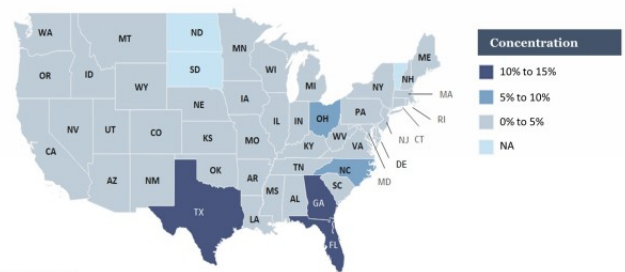 WA
MT
ND
MN
ME
OR
ID
SD
WI
MI
NY
NH
MA
WY
NE
IA
IL
IN
OH
PA
RI
NV
UT
CO
KS
MO
KY
WV
VA
NJ
CT
CA
AZ
NM
OK
AR
TN
NC
SC
DE
MD
TX
LA
MS
AL
GA
FL
Concentration
10% to 15%
5% to 10%
0% to 5%
NA